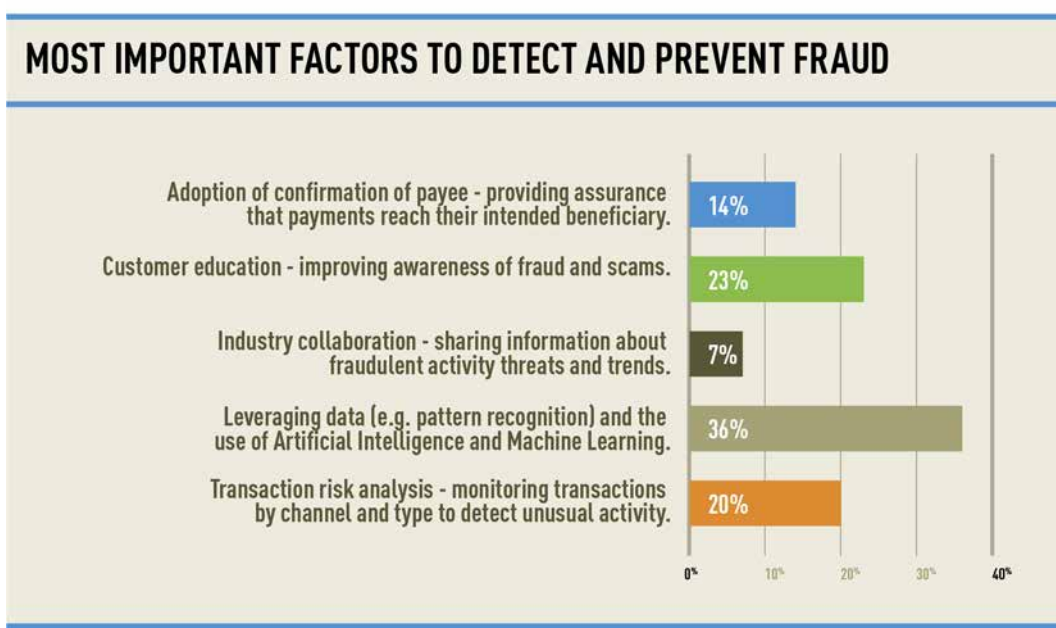 MOST IMPORTANT FACTORS TO DETECT AND PREVENT FRAUD
Adoption of confirmation of payee - providing assurance
that payments reach their intended beneficiary.
14%
Customer education - improving awareness of fraud and scams.
23%
Industry collaboration - sharing information about
fraudulent activity threats and trends.
7%
Leveraging data (e.g. pattern recognition) and the
use of Artificial Intelligence and Machine Learning.
36%
Transaction risk analysis - monitoring transactions
by channel and type to detect unusual activity.
20%
0% 10% 20% 30% 40%